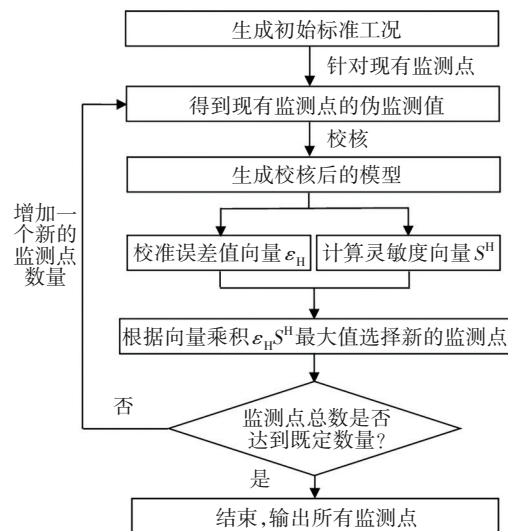 生成初始标准工况
针对现有监测点
得到现有监测点的伪监测值
校核
生成校核后的模型
增加一
个新的
监测点
数量
校准误差值向量ε_H
计算灵敏度向量S^H
根据向量乘积ε_H S^H最大值选择新的监测点
否
监测点总数是否
达到既定数量?
是
结束,输出所有监测点